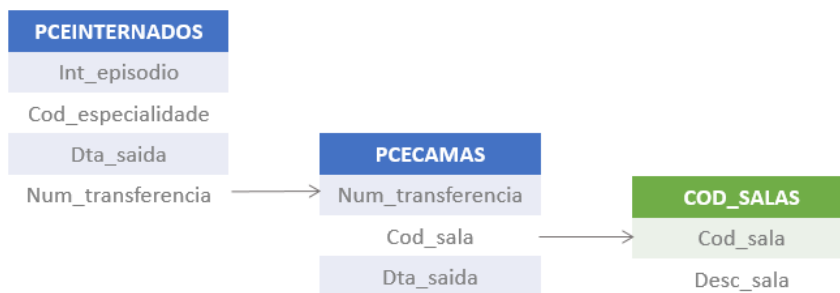 PCEINTERNADOS
Int_episodio
Cod_especialidade
Dta_saida
Num_transferencia
PCECAMAS
Num_transferencia
Cod_sala
Dta_saida
COD_SALAS
Cod_sala
Desc_sala